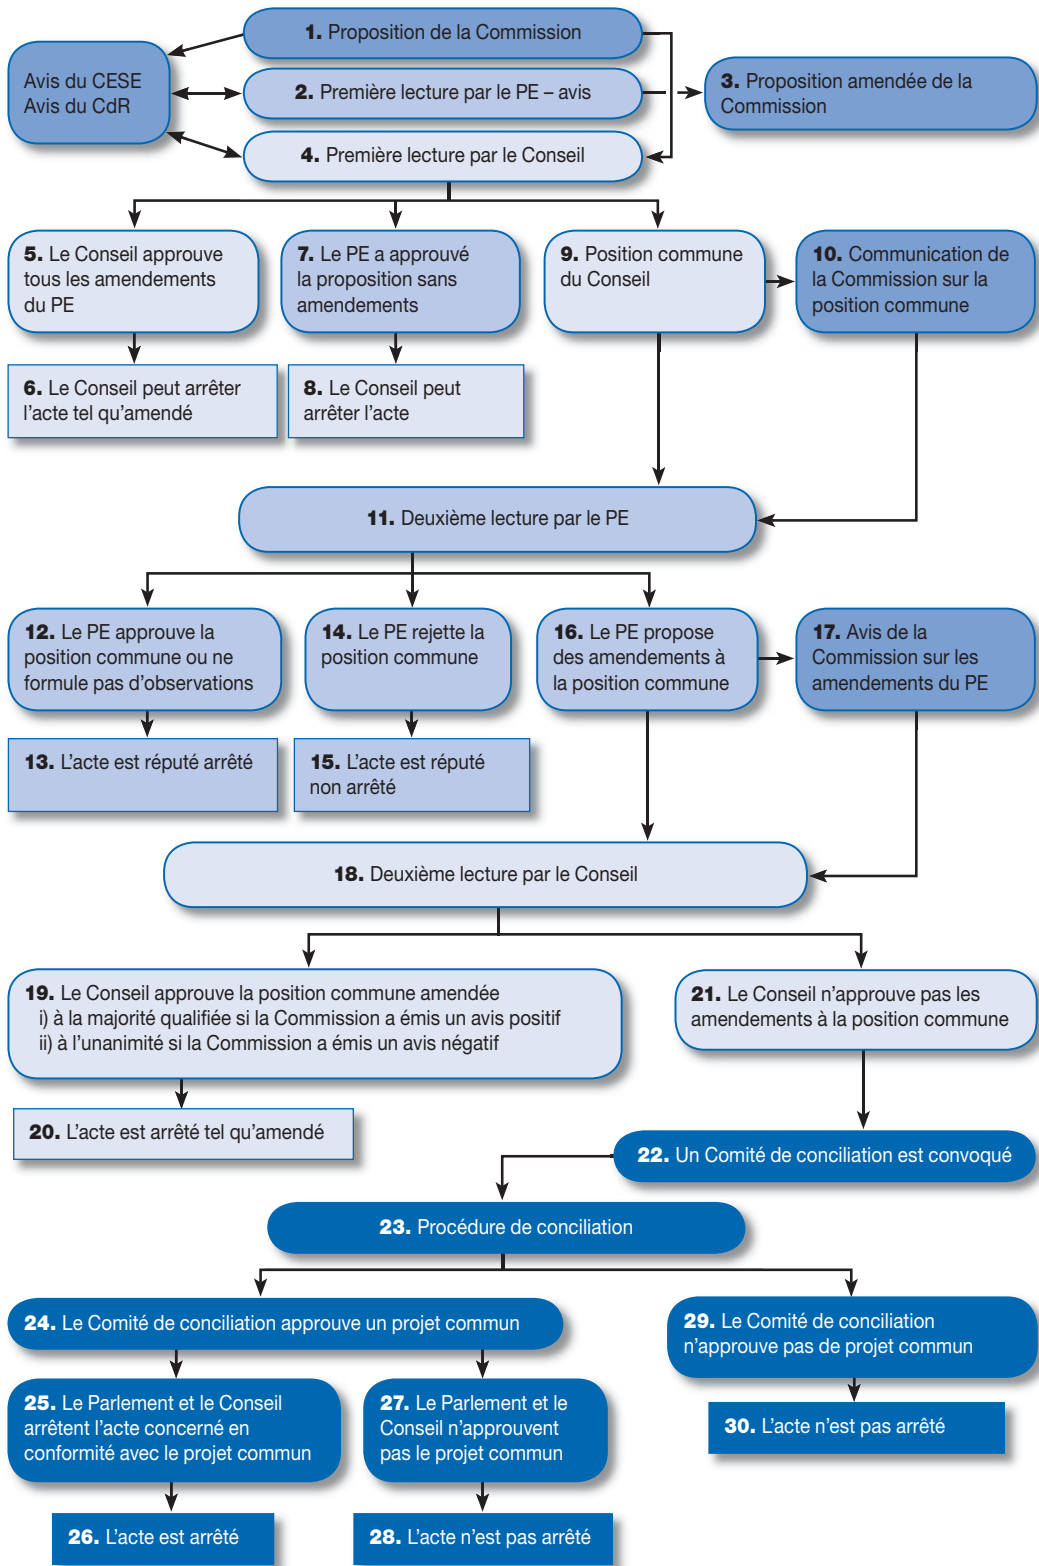 1. Proposition de la Commission
Avis du CESE
Avis du CdR
2. Première lecture par le PE – avis
3. Proposition amendée de la
Commission
4. Première lecture par le Conseil
5. Le Conseil approuve
tous les amendements
du PE
7. Le PE a approuvé
la proposition sans
amendements
9. Position commune
du Conseil
10. Communication de
la Commission sur la
position commune
6. Le Conseil peut arrêter
l'acte tel qu'amendé
8. Le Conseil peut
arrêter l'acte
11. Deuxième lecture par le PE
12. Le PE approuve la
position commune ou ne
formule pas d'observations
14. Le PE rejette la
position commune
16. Le PE propose
des amendements à
la position commune
17. Avis de la
Commission sur les
amendements du PE
13. L'acte est réputé arrêté
15. L'acte est réputé
non arrêté
18. Deuxième lecture par le Conseil
19. Le Conseil approuve la position commune amendée
i) à la majorité qualifiée si la Commission a émis un avis positif
ii) à l'unanimité si la Commission a émis un avis négatif
21. Le Conseil n'approuve pas les
amendements à la position commune
20. L'acte est arrêté tel qu'amendé
22. Un Comité de conciliation est convoqué
23. Procédure de conciliation
24. Le Comité de conciliation approuve un projet commun
29. Le Comité de conciliation
n'approuve pas de projet commun
25. Le Parlement et le Conseil
arrêtent l'acte concerné en
conformité avec le projet commun
27. Le Parlement et le
Conseil n'approuvent
pas le projet commun
30. L'acte n'est pas arrêté
26. L'acte est arrêté
28. L'acte n'est pas arrêté